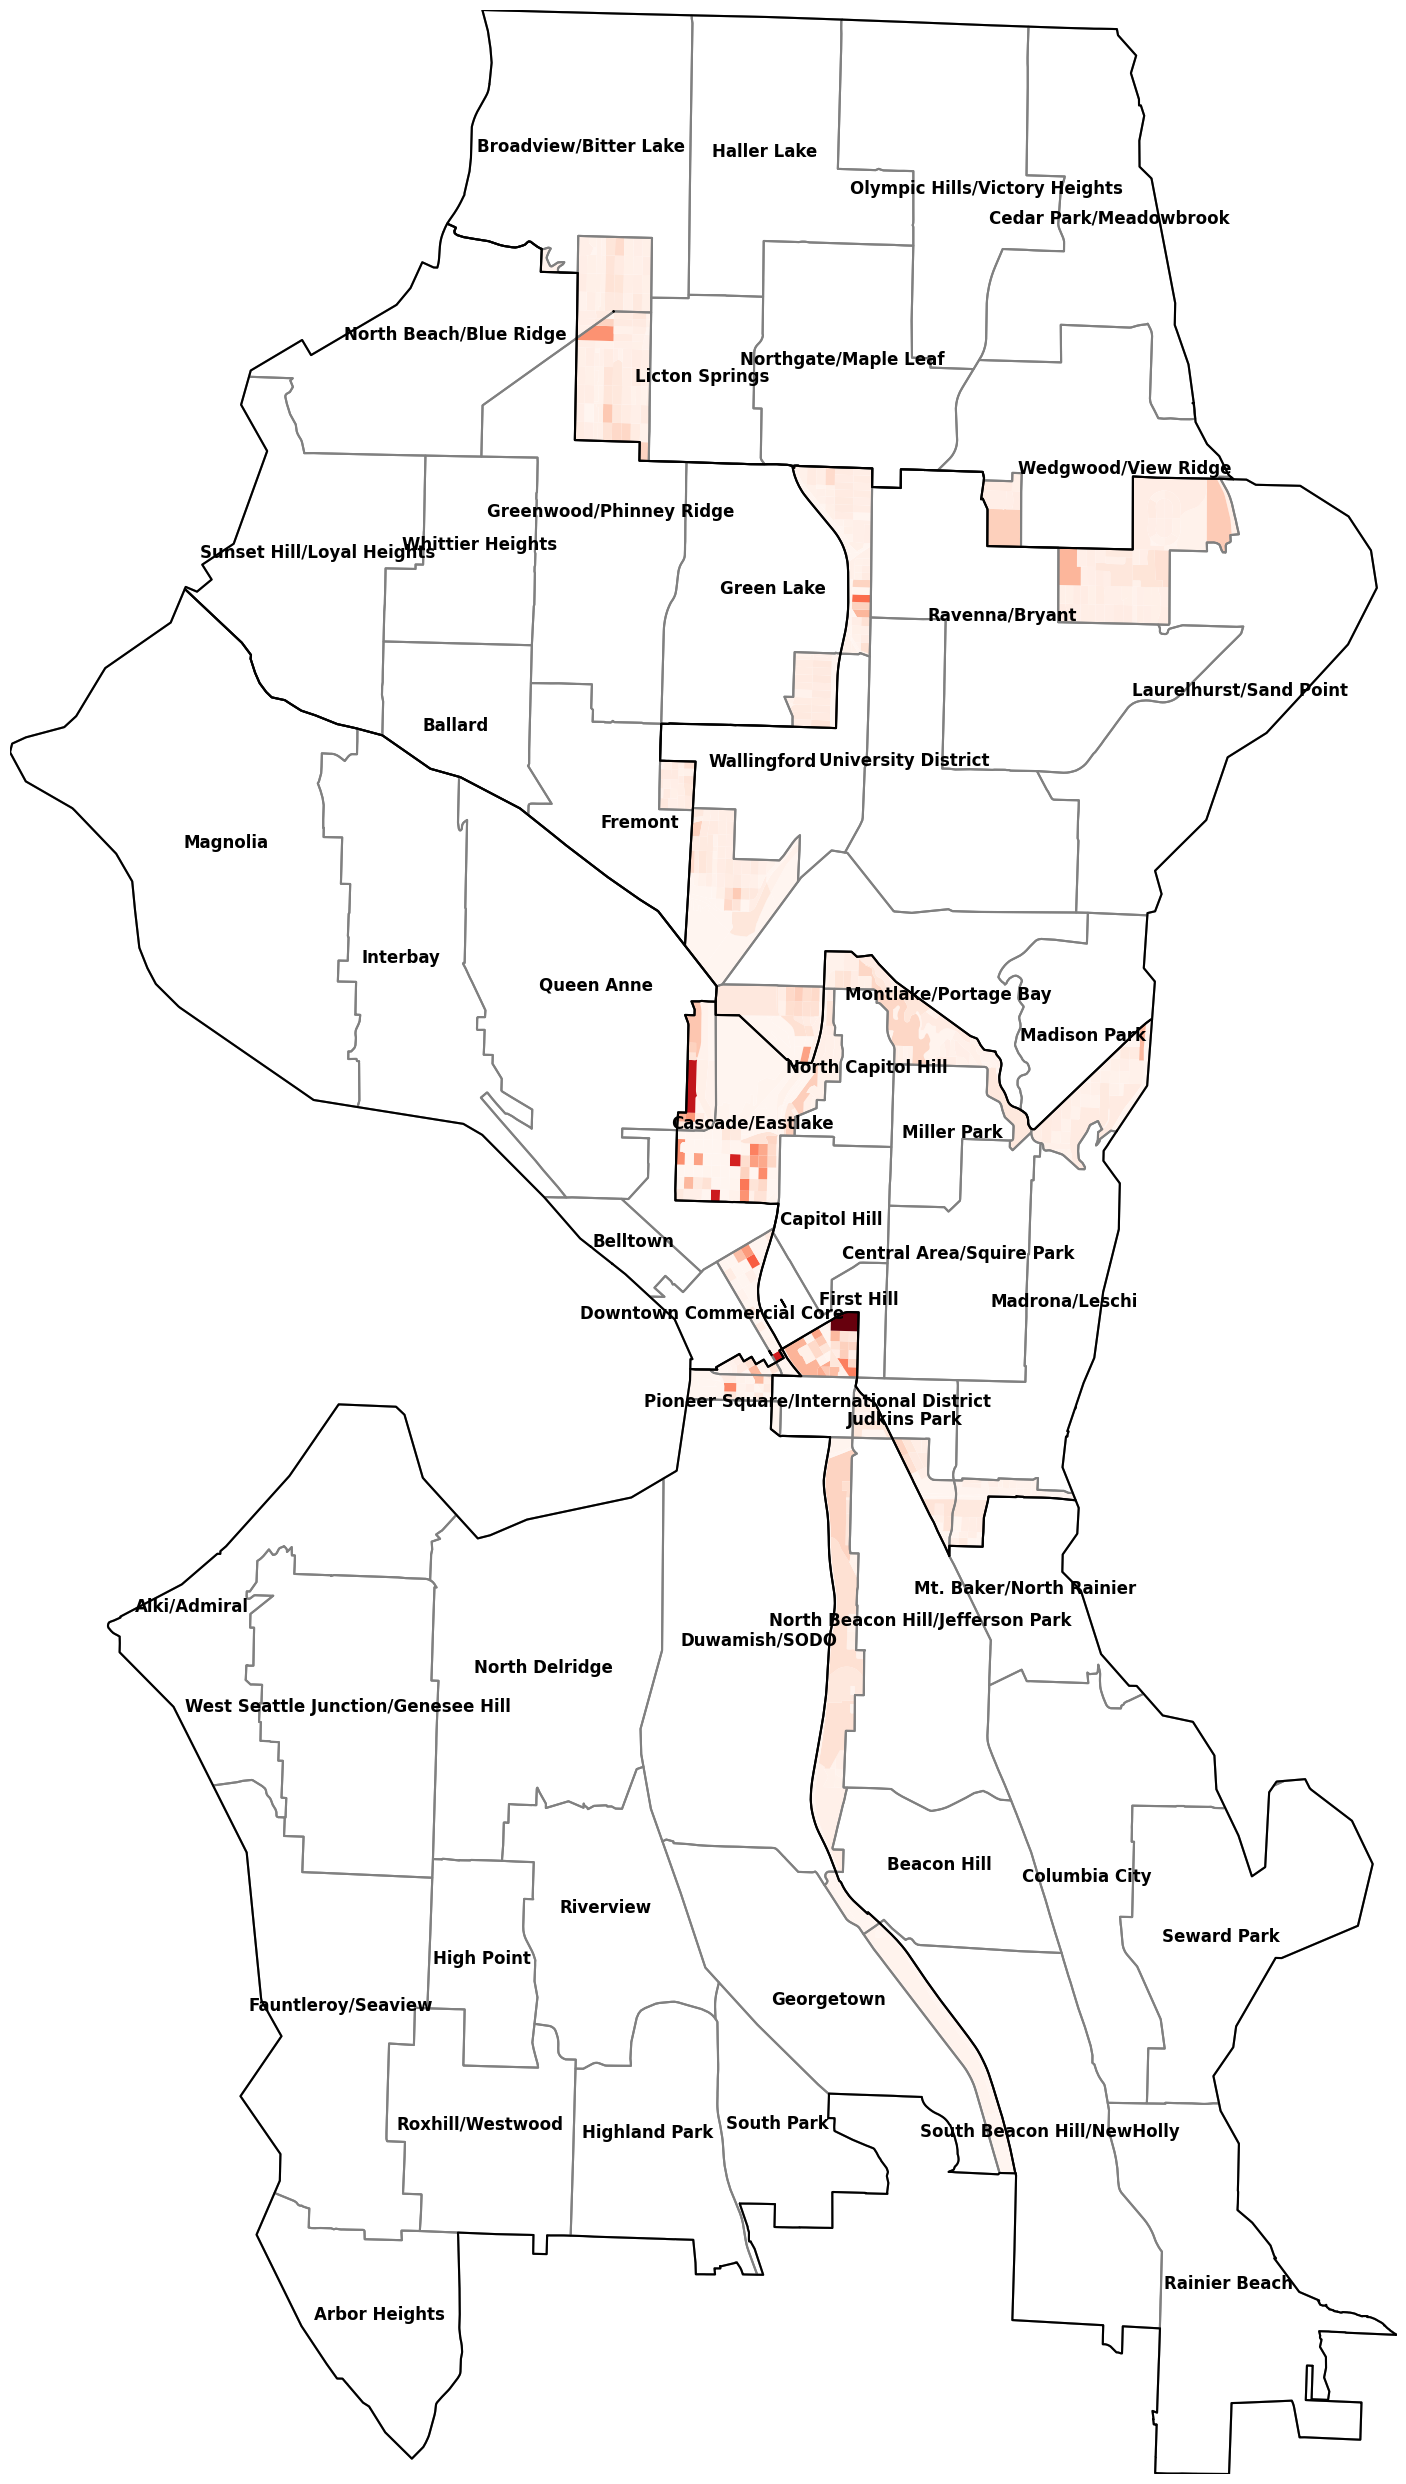 Broadview/Bitter Lake
Haller Lake
Olympic Hills/Victory Heights
Cedar Park/Meadowbrook
North Beach/Blue Ridge
Northgate/Maple Leaf
Licton Springs
Wedgwood/View Ridge
Greenwood/Phinney Ridge
Whittier Heights
Sunset Hill/Loyal Heights
Green Lake
Ravenna/Bryant
Laurelhurst/Sand Point
Ballard
Wallingford
University District
Fremont
Magnolia
Interbay
Queen Anne
Montlake/Portage Bay
Madison Park
North Capitol Hill
Cascade/Eastlake
Miller Park
Capitol Hill
Belltown
Central Area/Squire Park
First Hill
Madrona/Leschi
Downtown Commercial Core
Pioneer Square/International District
Judkins Park
Mt. Baker/North Rainier
Alki/Admiral
North Beacon Hill/Jefferson Park
Duwamish/SODO
North Delridge
West Seattle Junction/Genesee Hill
Beacon Hill
Columbia City
Riverview
Seward Park
High Point
Georgetown
Fauntleroy/Seaview
South Park
Roxhill/Westwood
Highland Park
South Beacon Hill/NewHolly
Rainier Beach
Arbor Heights